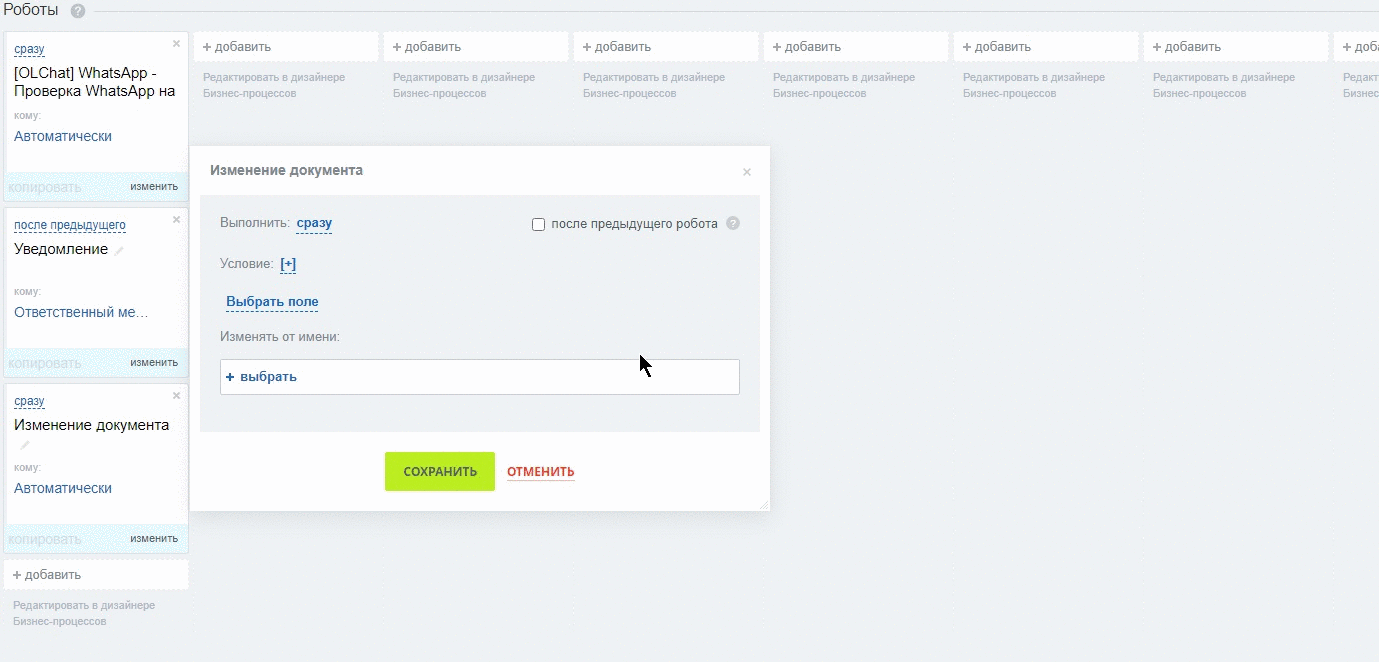 Роботы ?
сразу
[OLChat] WhatsApp -
Проверка WhatsApp на
кому:
Автоматически
копировать изменить
после предыдущего
Уведомление
кому:
Ответственный ме...
копировать изменить
сразу
Изменение документа
кому:
Автоматически
копировать изменить
+ добавить
Редактировать в дизайнере
Бизнес-процессов
+ добавить
Редактировать в дизайнере
Бизнес-процессов
+ добавить
Редактировать в дизайнере
Бизнес-процессов
+ добавить
Редактировать в дизайнере
Бизнес-процессов
+ добавить
Редактировать в дизайнере
Бизнес-процессов
+ добавить
Редактировать в дизайнере
Бизнес-процессов
+ добавить
Редактировать в дизайнере
Бизнес-процессов
+ доба
Редакт
Бизнес
Изменение документа
Выполнить: сразу
после предыдущего робота ?
Условие: [+]
Выбрать поле
Изменять от имени:
+ выбрать
СОХРАНИТЬ ОТМЕНИТЬ